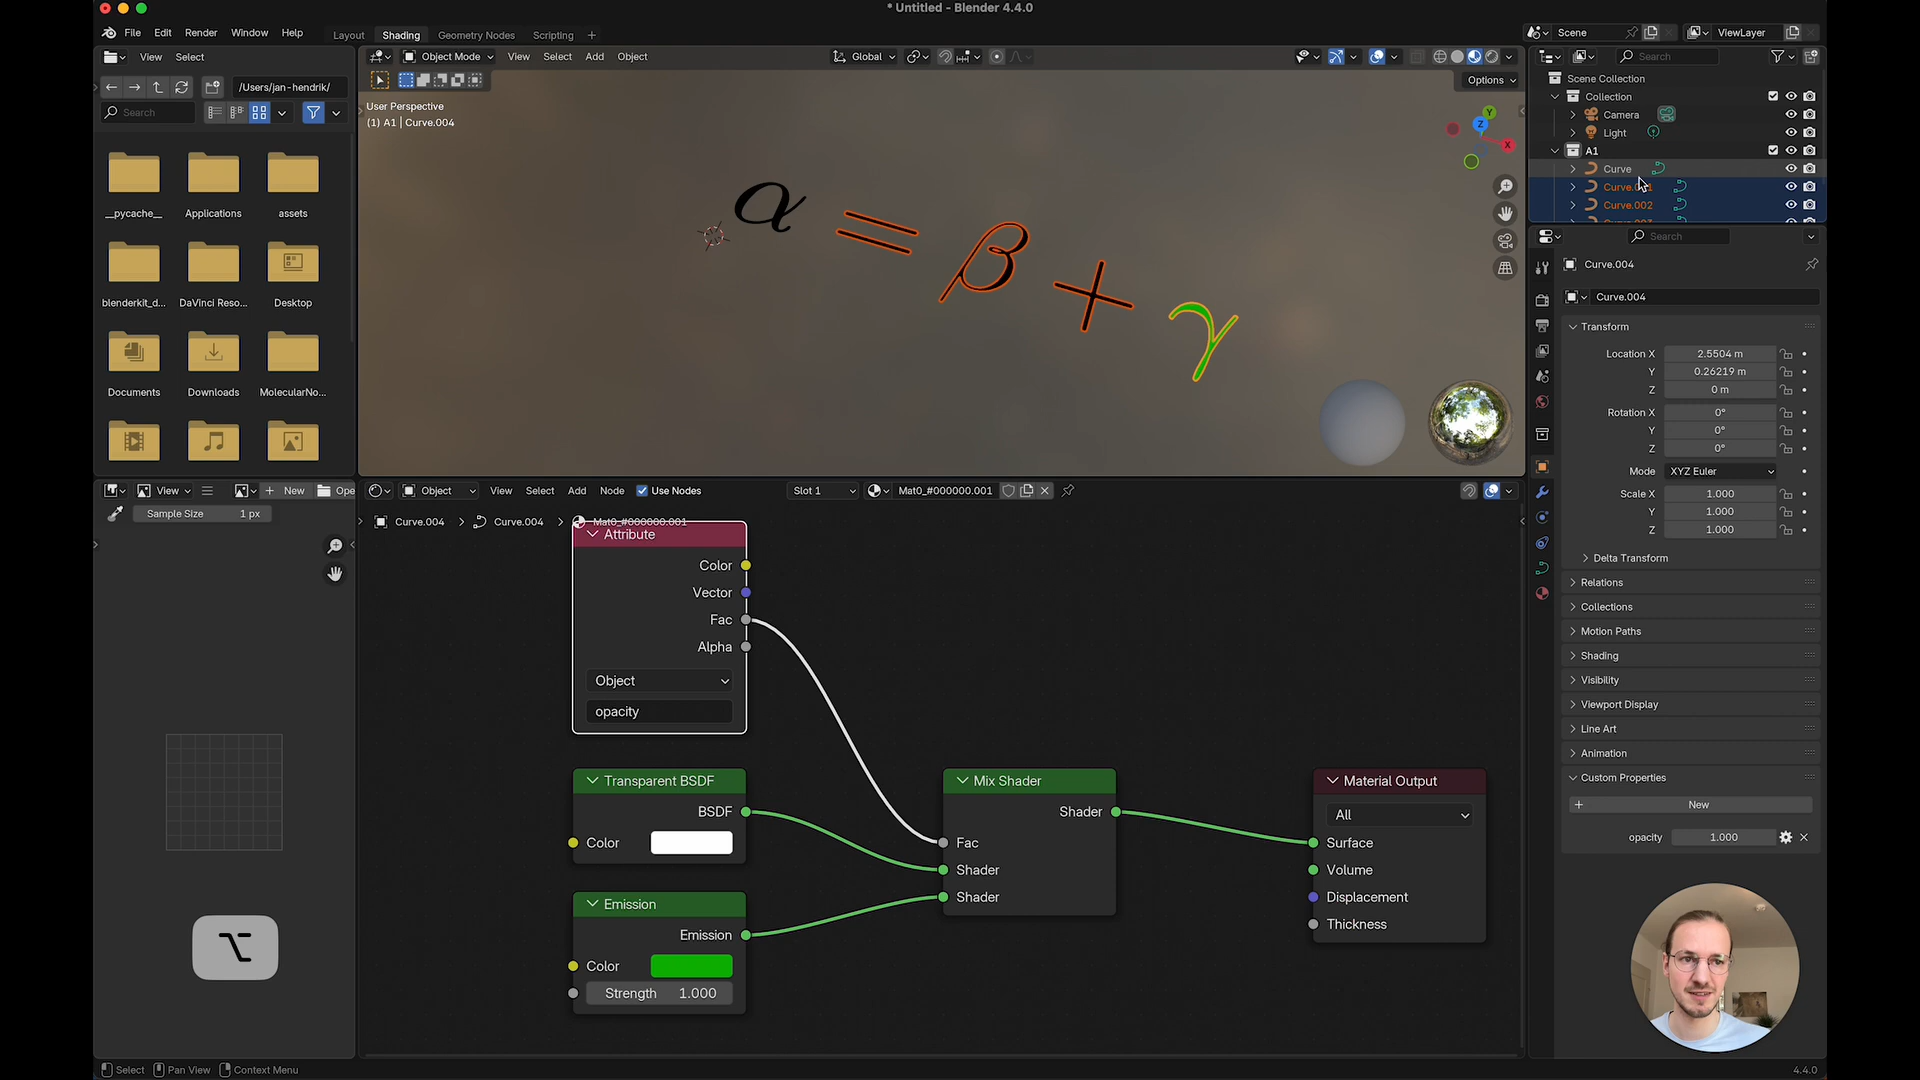 * Untitled - Blender 4.4.0
File Edit Render Window Help
Layout Shading Geometry Nodes Scripting +
Scene
ViewLayer
View Select
/Users/jan-hendrik/
Search
__pycache__ Applications assets
blenderkit_d... DaVinci Reso... Desktop
Documents Downloads MolecularNo...
Object Mode View Select Add Object
Global
Options
User Perspective
(1) A1 | Curve.004
α = β + γ
Z Y X
Search
Scene Collection
Collection
Camera
Light
A1
Curve
Curve.002
Search
Curve.004
Curve.004
Transform
Location X 2.5504 m
Y 0.26219 m
Z 0 m
Rotation X 0°
Y 0°
Z 0°
Mode XYZ Euler
Scale X 1.000
Y 1.000
Z 1.000
Delta Transform
Relations
Collections
Motion Paths
Shading
Visibility
Viewport Display
Line Art
Animation
Custom Properties
+ New
opacity 1.000
View + New Ope
Sample Size 1 px
⌥
Object View Select Add Node Use Nodes Slot 1 Mat0_#000000.001
Curve.004 > Curve.004 > Mat0_#000000.001
Attribute
Color
Vector
Fac
Alpha
Object
opacity
Transparent BSDF
BSDF
Color
Emission
Emission
Color
Strength 1.000
Mix Shader
Shader
Fac
Shader
Shader
Material Output
All
Surface
Volume
Displacement
Thickness
Select Pan View Context Menu
4.4.0